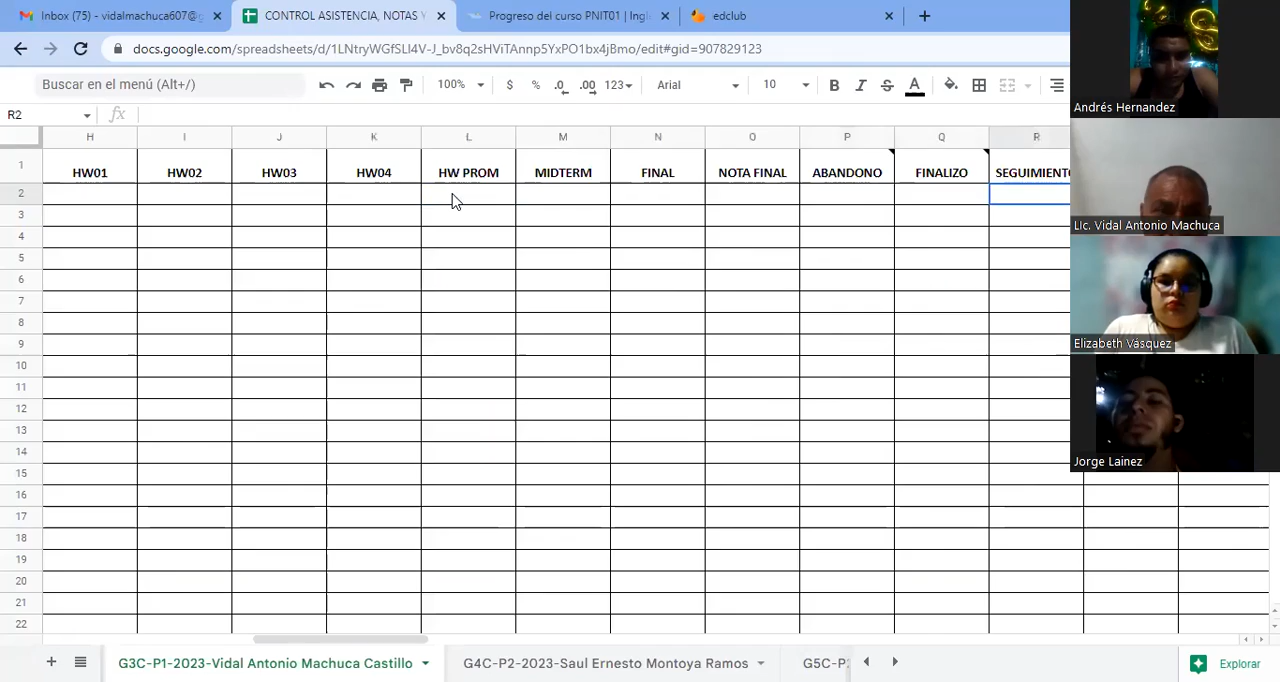 Inbox (75) - vidalmachuca607@g
CONTROL ASISTENCIA, NOTAS Y
Progreso del curso PNIT01 | Ingl
edclub
docs.google.com/spreadsheets/d/1LNtryWGfSLI4V-J_bv8qzsHVi8Annp5YxPO1bx4jBmo/edit#gid=907829123
Buscar en el menú (Alt+/)
%
.0
.00
123
Arial
10
B I S A
R2
fx
H I J K L M N O P Q R
1 HW01 HW02 HW03 HW04 HW PROM MIDTERM FINAL NOTA FINAL ABANDONO FINALIZO SEGUIMIENTO
2
3
4
5
6
7
8
9
10
11
12
13
14
15
16
17
18
19
20
21
22
G3C-P1-2023-Vidal Antonio Machuca Castillo
G4C-P2-2023-Saul Ernesto Montoya Ramos
G5C-P
Explorar
Andrés Hernandez
LIc. Vidal Antonio Machuca
Elizabeth Vásquez
Jorge Lainez